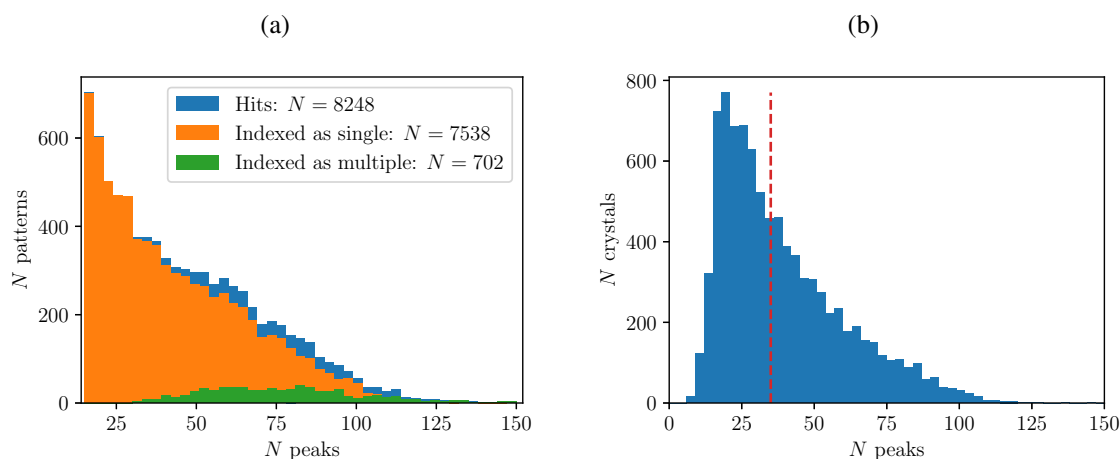 (a)
Hits: N = 8248
Indexed as single: N = 7538
Indexed as multiple: N = 702
N patterns
600
400
200
0
25
50
75
100
125
150
N peaks
(b)
N crystals
800
600
400
200
0
0
25
50
75
100
125
150
N peaks